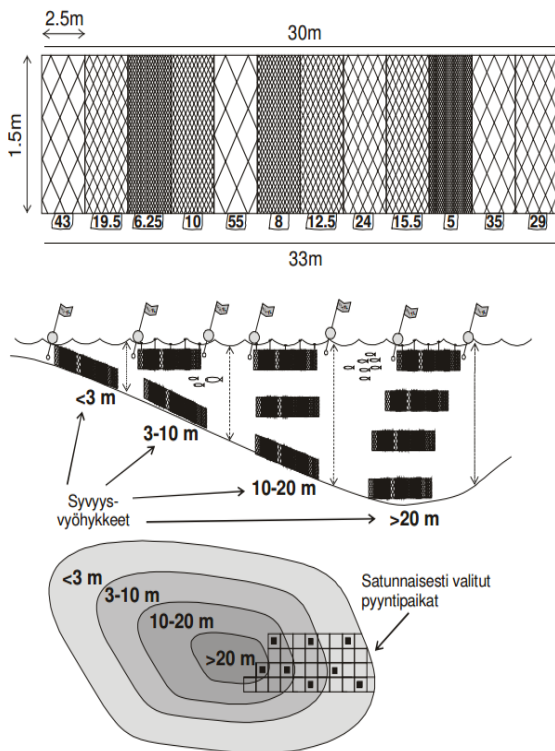 2.5m
30m
1.5m
43 19.5 6.25 10 55 8 12.5 24 15.5 5 35 29
33m
<3 m
3-10 m
10-20 m
>20 m
Syvyys-
vyöhykkeet
<3 m
3-10 m
10-20 m
>20 m
Satunnaisesti valitut
pyyntipaikat